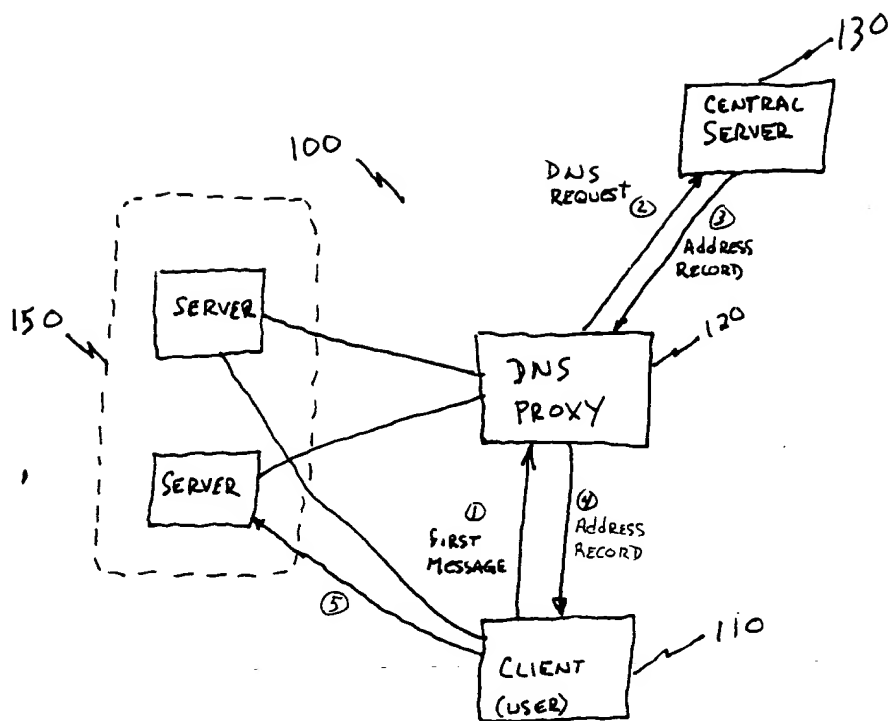 130
CENTRAL
SERVER
100
DNS
REQUEST ②
③
Address
RECORD
150
SERVER
120
DNS
PROXY
SERVER
①
FIRST
MESSAGE
④
Address
RECORD
⑤
110
CLIENT
(USER)